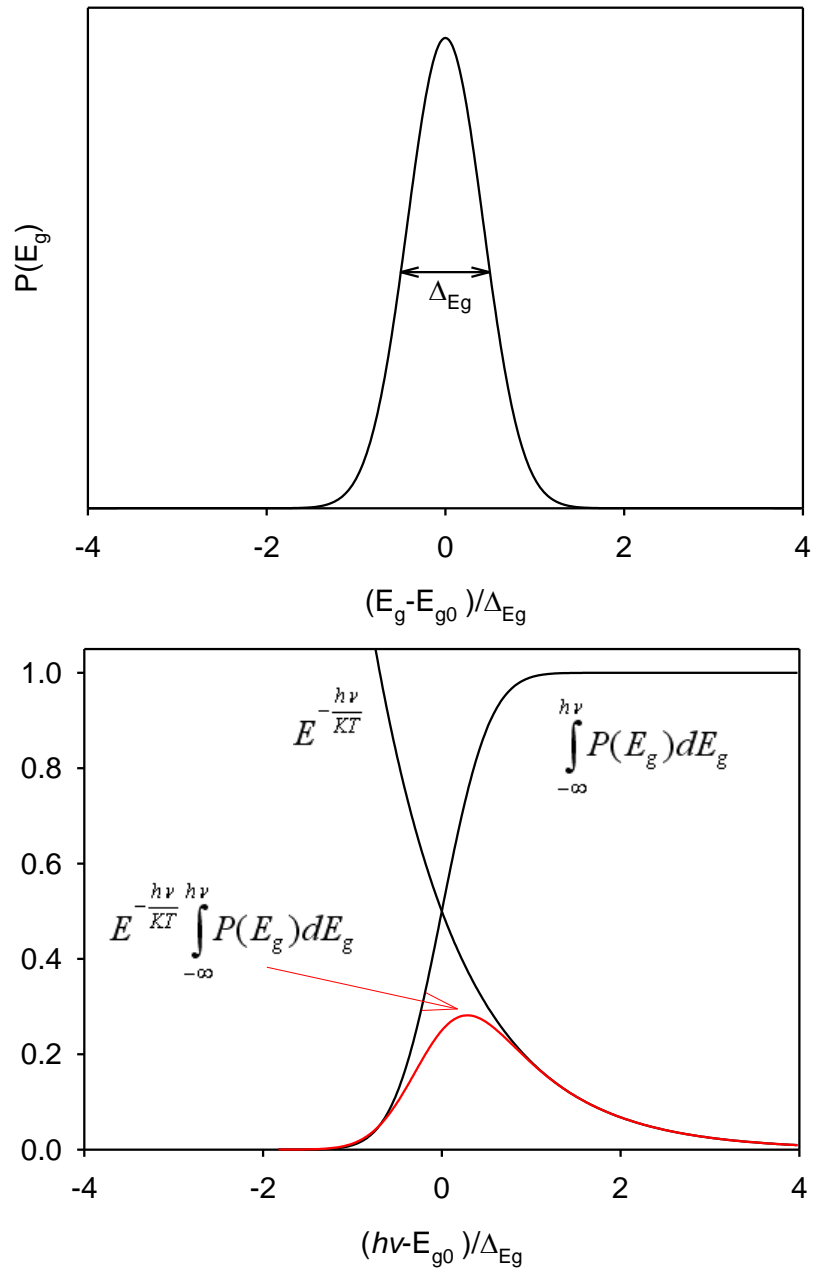 P(E_g)
Δ_Eg
-4 -2 0 2 4
(E_g-E_g0 )/Δ_Eg
1.0
0.8
0.6
0.4
0.2
0.0
E^{-hν/KT}
∫_{-∞}^{hν} P(E_g)dE_g
E^{-hν/KT} ∫_{-∞}^{hν} P(E_g)dE_g
-4 -2 0 2 4
(hν-E_g0 )/Δ_Eg